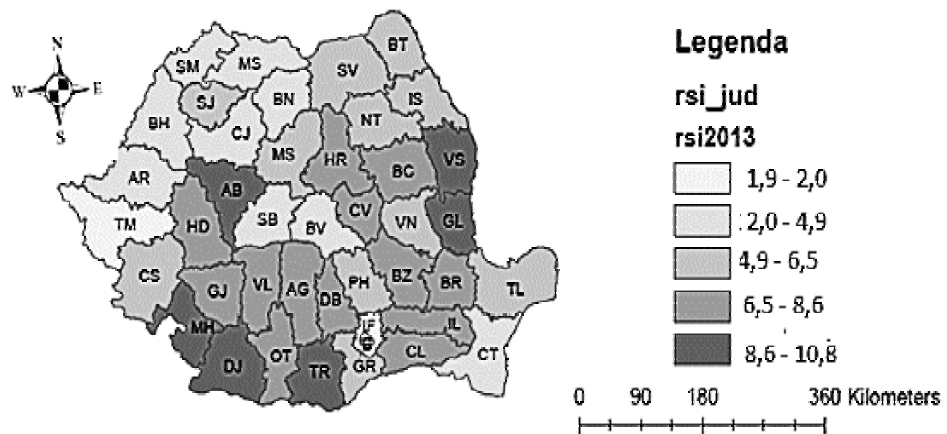 N
W E
S
SM MS
SJ
BN
SV
BT
IS
BH
CJ
NT
MS
HR
BC
VS
AR
AB
TM
HD
SB
BV
CV
VN
GL
CS
GJ
VL
AG
DB
PH
BZ
BR
TL
MH
DJ
OT
TR
IF
GR
IL
CL
CT
Legenda
rsi_jud
rsi2013
1,9 - 2,0
2,0 - 4,9
4,9 - 6,5
6,5 - 8,6
8,6 - 10,8
0 90 180 360 Kilometers